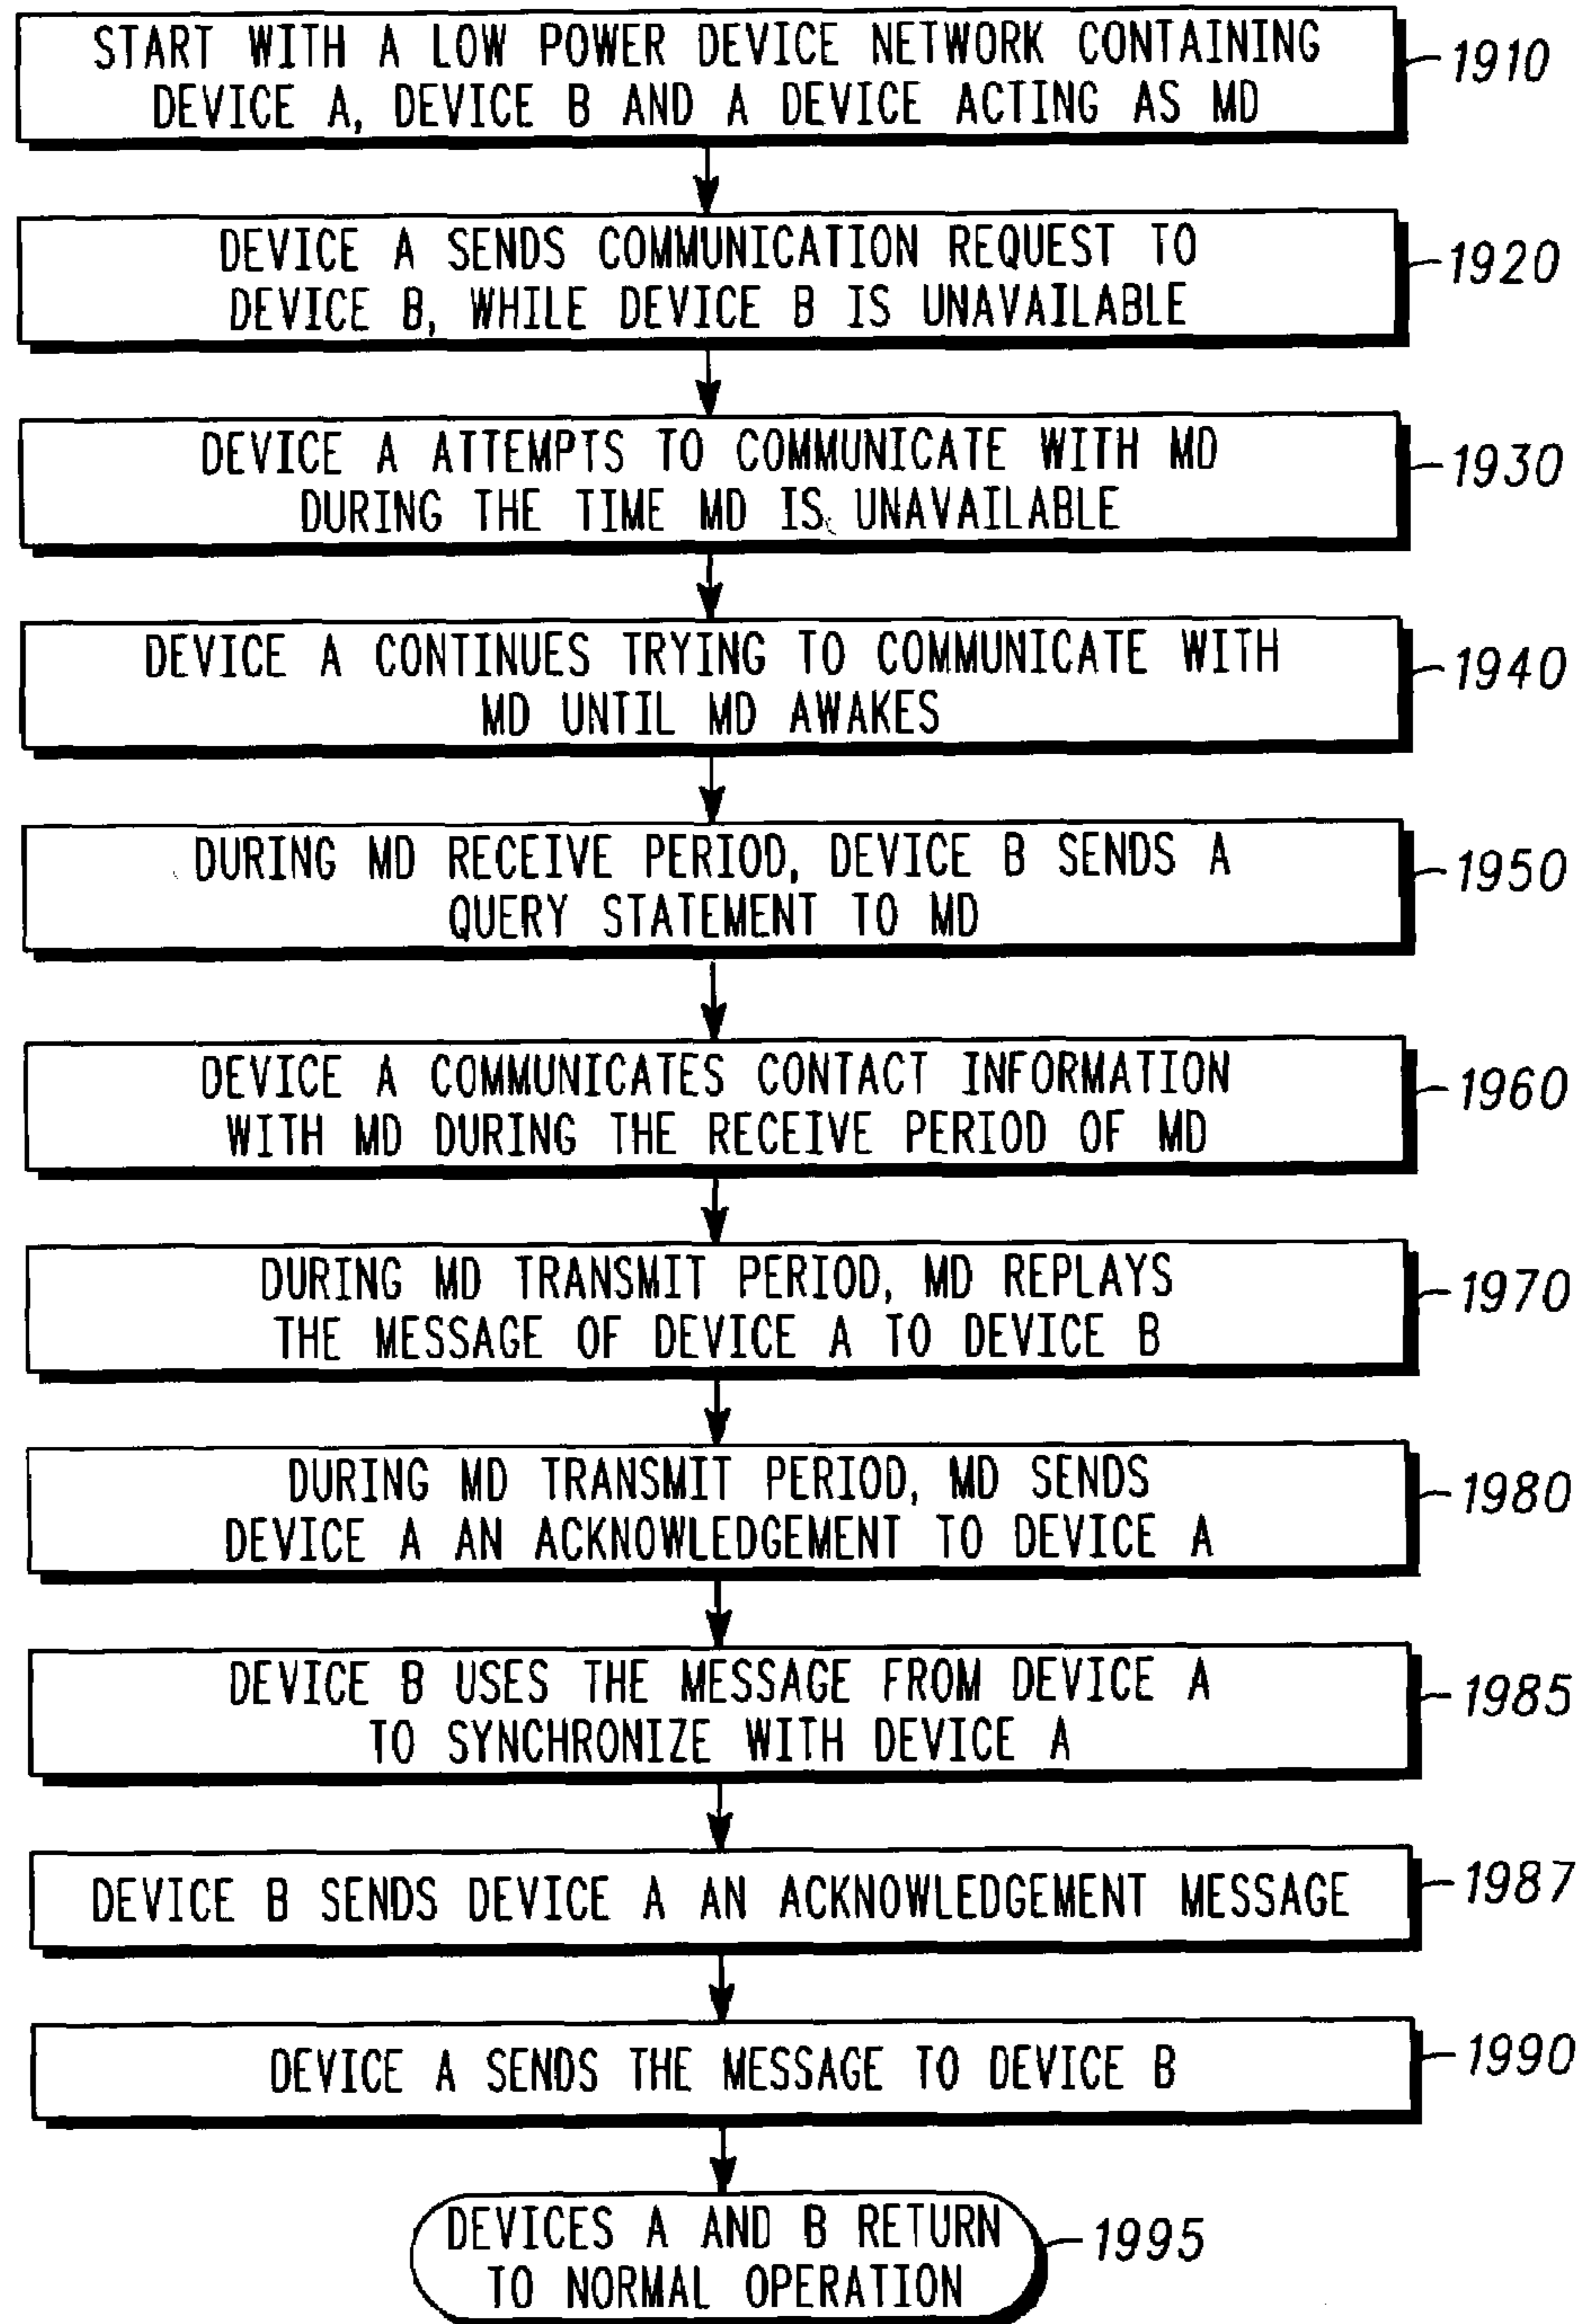 START WITH A LOW POWER DEVICE NETWORK CONTAINING
DEVICE A, DEVICE B AND A DEVICE ACTING AS MD
1910
DEVICE A SENDS COMMUNICATION REQUEST TO
DEVICE B, WHILE DEVICE B IS UNAVAILABLE
1920
DEVICE A ATTEMPTS TO COMMUNICATE WITH MD
DURING THE TIME MD IS UNAVAILABLE
1930
DEVICE A CONTINUES TRYING TO COMMUNICATE WITH
MD UNTIL MD AWAKES
1940
DURING MD RECEIVE PERIOD, DEVICE B SENDS A
QUERY STATEMENT TO MD
1950
DEVICE A COMMUNICATES CONTACT INFORMATION
WITH MD DURING THE RECEIVE PERIOD OF MD
1960
DURING MD TRANSMIT PERIOD, MD REPLAYS
THE MESSAGE OF DEVICE A TO DEVICE B
1970
DURING MD TRANSMIT PERIOD, MD SENDS
DEVICE A AN ACKNOWLEDGEMENT TO DEVICE A
1980
DEVICE B USES THE MESSAGE FROM DEVICE A
TO SYNCHRONIZE WITH DEVICE A
1985
DEVICE B SENDS DEVICE A AN ACKNOWLEDGEMENT MESSAGE
1987
DEVICE A SENDS THE MESSAGE TO DEVICE B
1990
DEVICES A AND B RETURN
TO NORMAL OPERATION
1995